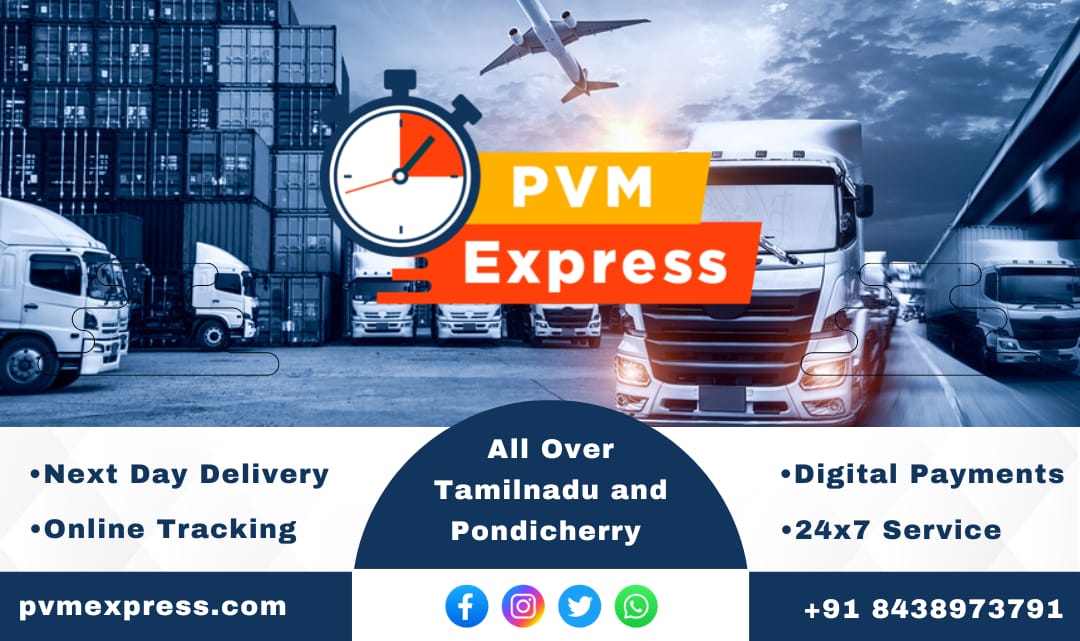 PVM
Express
All Over
Tamilnadu and
Pondicherry
•Next Day Delivery
•Online Tracking
•Digital Payments
•24x7 Service
pvmexpress.com
+91 8438973791